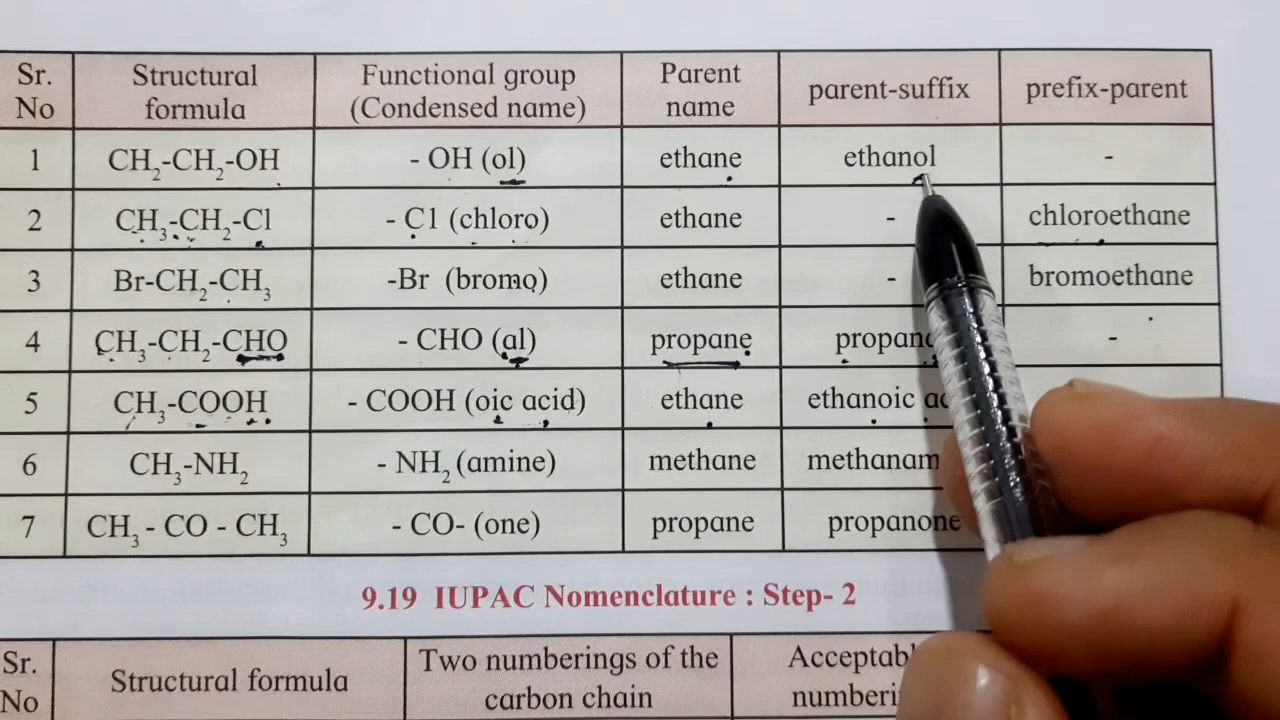 Sr. No | Structural formula | Functional group (Condensed name) | Parent name | parent-suffix | prefix-parent
1 | CH₂-CH₂-OH | - OH (ol) | ethane | ethanol | -
2 | CH₃-CH₂-Cl | - Cl (chloro) | ethane | - | chloroethane
3 | Br-CH₂-CH₃ | -Br (bromo) | ethane | - | bromoethane
4 | CH₃-CH₂-CHO | - CHO (al) | propane | | -
5 | CH₃-COOH | - COOH (oic acid) | ethane | ethanoic
6 | CH₃-NH₂ | - NH₂ (amine) | methane
7 | CH₃ - CO - CH₃ | - CO- (one) | propane | propanone
9.19 IUPAC Nomenclature : Step- 2
Sr. No | Structural formula | Two numberings of the carbon chain